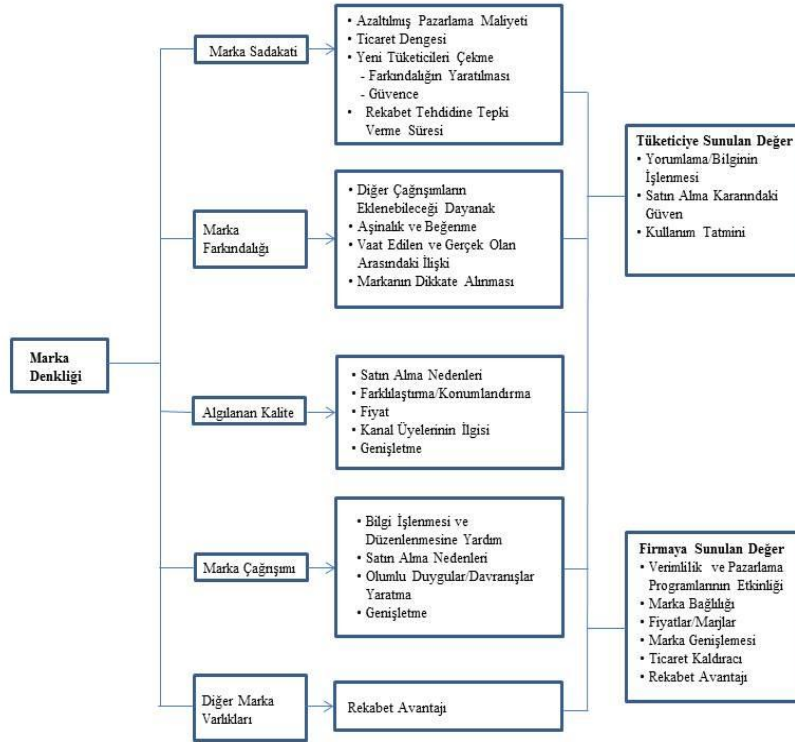 Marka Sadakati
• Azaltılmış Pazarlama Maliyeti
• Ticaret Dengesi
• Yeni Tüketicileri Çekme
- Farkındalığın Yaratılması
- Güvence
• Rekabet Tehdidine Tepki
Verme Süresi
Marka
Farkındalığı
• Diğer Çağrışımların
Eklenebileceği Dayanak
• Aşinalık ve Beğenme
• Vaat Edilen ve Gerçek Olan
Arasındaki İlişki
• Markanın Dikkate Alınması
Marka
Denkliği
Algılanan Kalite
• Satın Alma Nedenleri
• Farklılaştırma/Konumlandırma
• Fiyat
• Kanal Üyelerinin İlgisi
• Genişletme
Marka Çağrışımı
• Bilgi İşlenmesi ve
Düzenlenmesine Yardım
• Satın Alma Nedenleri
• Olumlu Duygular/Davranışlar
Yaratma
• Genişletme
Diğer Marka
Varlıkları
Rekabet Avantajı
Tüketiciye Sunulan Değer
• Yorumlama/Bilginin
İşlenmesi
• Satın Alma Kararındaki
Güven
• Kullanım Tatmini
Firmaya Sunulan Değer
• Verimlilik ve Pazarlama
Programlarının Etkinliği
• Marka Bağlılığı
• Fiyatlar/Marjlar
• Marka Genişlemesi
• Ticaret Kaldıracı
• Rekabet Avantajı